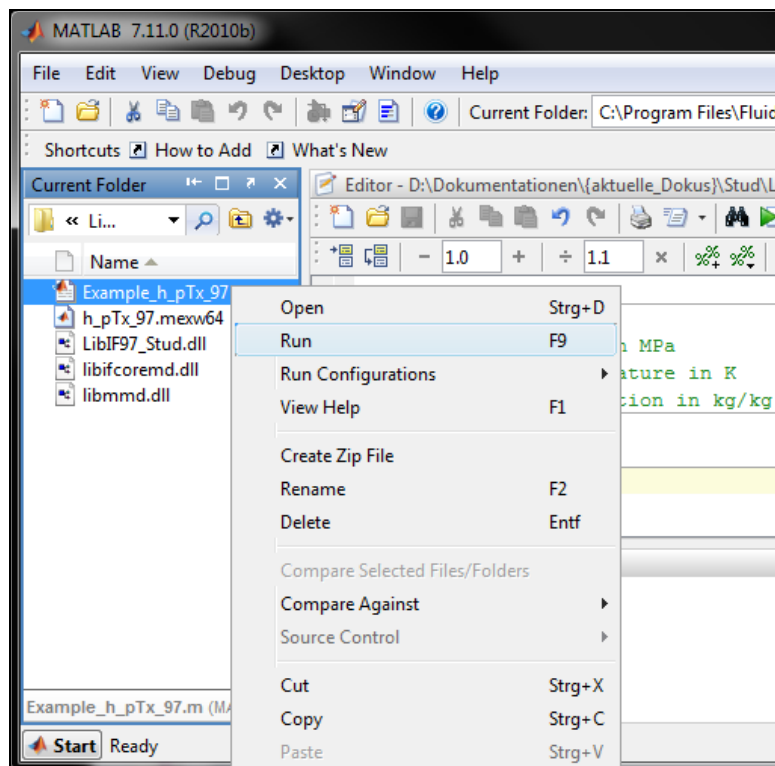 MATLAB 7.11.0 (R2010b)
File Edit View Debug Desktop Window Help
Current Folder: C:\Program Files\Fluid
Shortcuts How to Add What's New
Current Folder
Editor - D:\Dokumentationen\{aktuelle_Dokus}\Stud\L
« Li...
1.0 + ÷ 1.1 ×
Name
Example_h_pTx_97
h_pTx_97.mexw64
LibIF97_Stud.dll
libifcoremd.dll
libmmd.dll
Open Strg+D
Run F9
Run Configurations
View Help F1
Create Zip File
Rename F2
Delete Entf
Compare Selected Files/Folders
Compare Against
Source Control
Cut Strg+X
Copy Strg+C
Paste Strg+V
n MPa
ature in K
tion in kg/kg
Example_h_pTx_97.m (MA
Start Ready